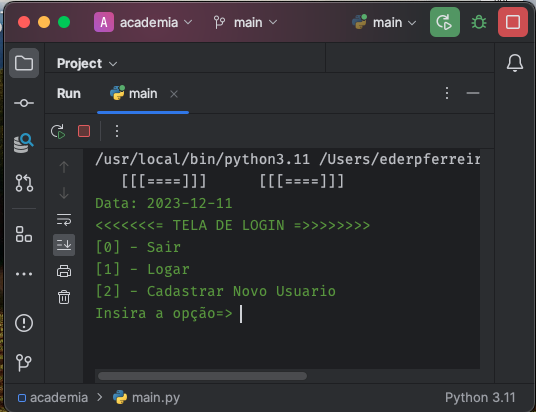 A academia main main
Project
Run main
/usr/local/bin/python3.11 /Users/ederpferreir
[[[====]]] [[[====]]]
Data: 2023-12-11
<<<<<<<= TELA DE LOGIN =>>>>>>>>
[0] - Sair
[1] - Logar
[2] - Cadastrar Novo Usuario
Insira a opção=>
academia > main.py Python 3.11